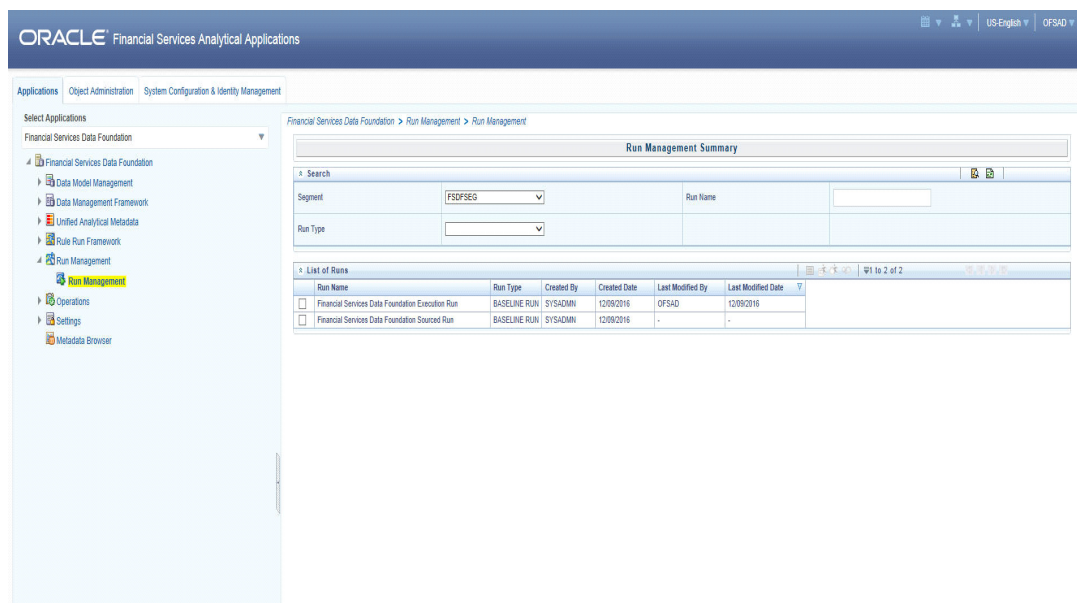 US-English OFSAD
ORACLE Financial Services Analytical Applications
Applications Object Administration System Configuration & Identity Management
Select Applications
Financial Services Data Foundation
Financial Services Data Foundation
Data Model Management
Data Management Framework
Unified Analytical Metadata
Rule Run Framework
Run Management
Run Management
Operations
Settings
Metadata Browser
Financial Services Data Foundation > Run Management > Run Management
Run Management Summary
Search
Segment FSDFSEG Run Name
Run Type
List of Runs 1 to 2 of 2
Run Name Run Type Created By Created Date Last Modified By Last Modified Date
Financial Services Data Foundation Execution Run BASELINE RUN SYSADMN 12/09/2016 OFSAD 12/09/2016
Financial Services Data Foundation Sourced Run BASELINE RUN SYSADMN 12/09/2016 - -